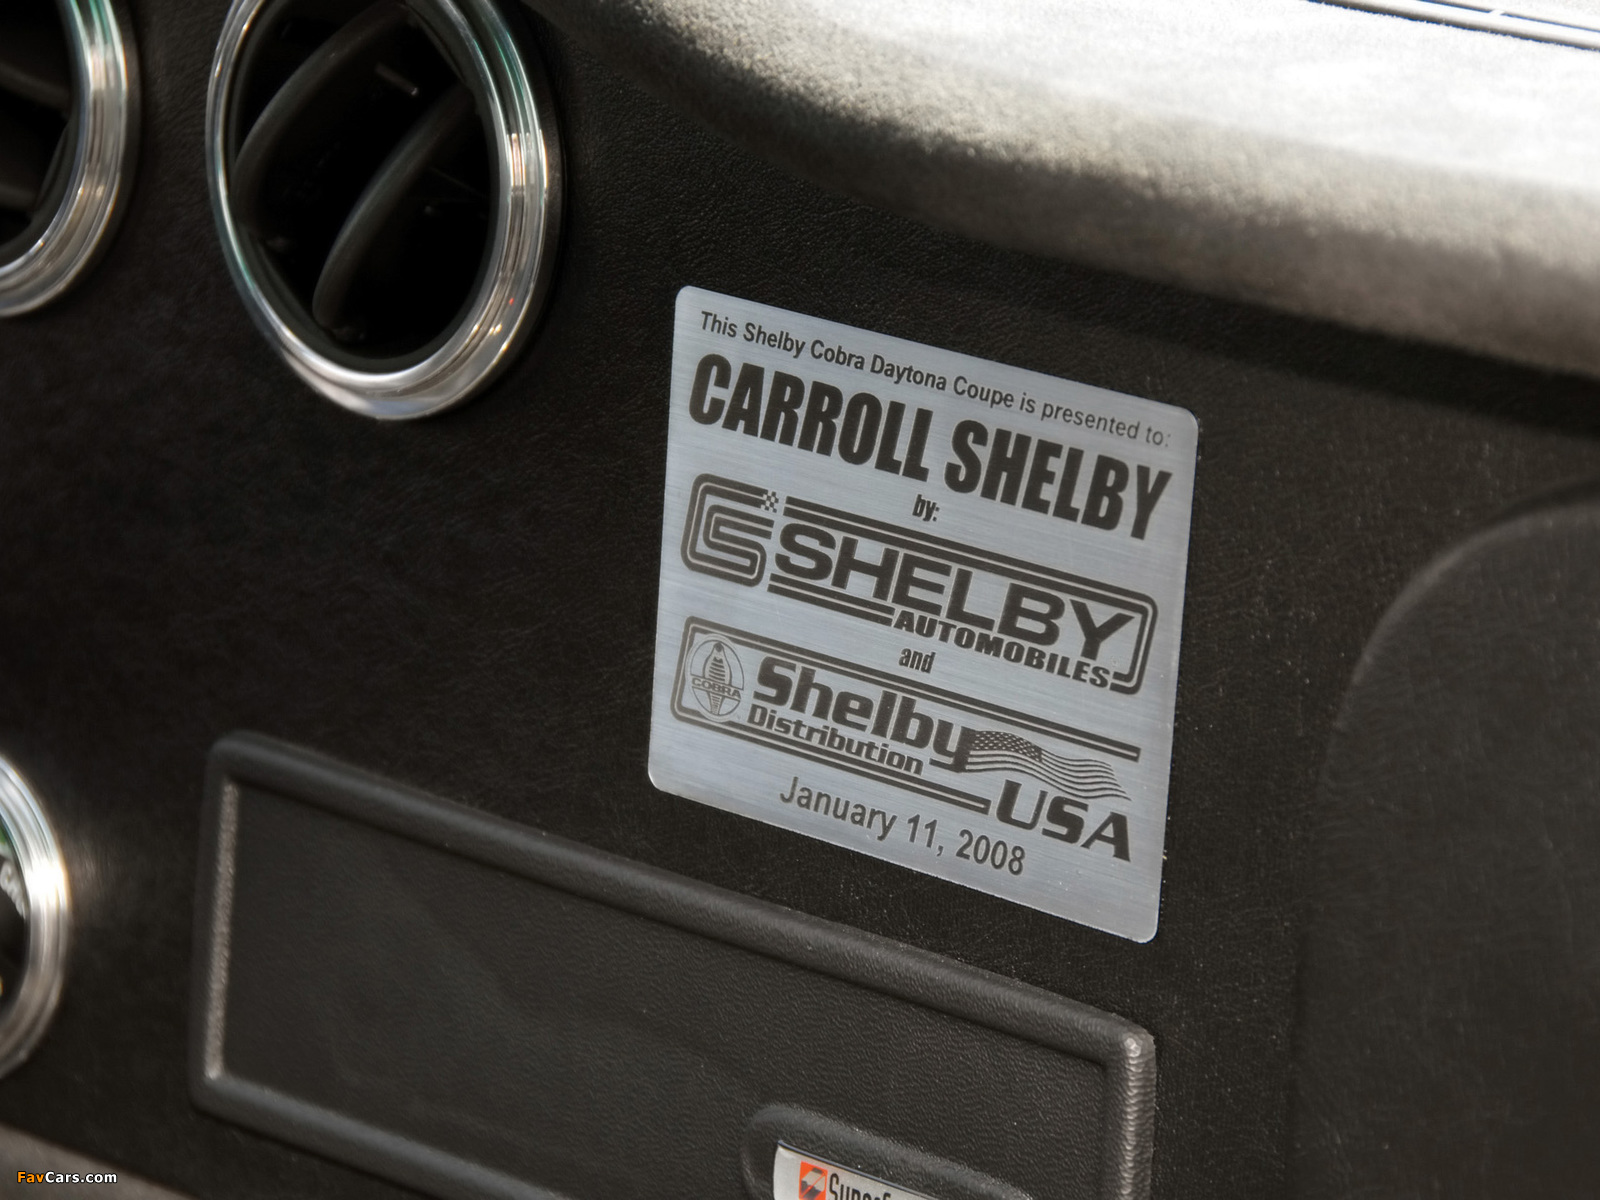 This Shelby Cobra Daytona Coupe is presented to:
CARROLL SHELBY
by:
CS SHELBY
AUTOMOBILES
and
COBRA
Shelby
Distribution
USA
January 11, 2008
FavCars.com